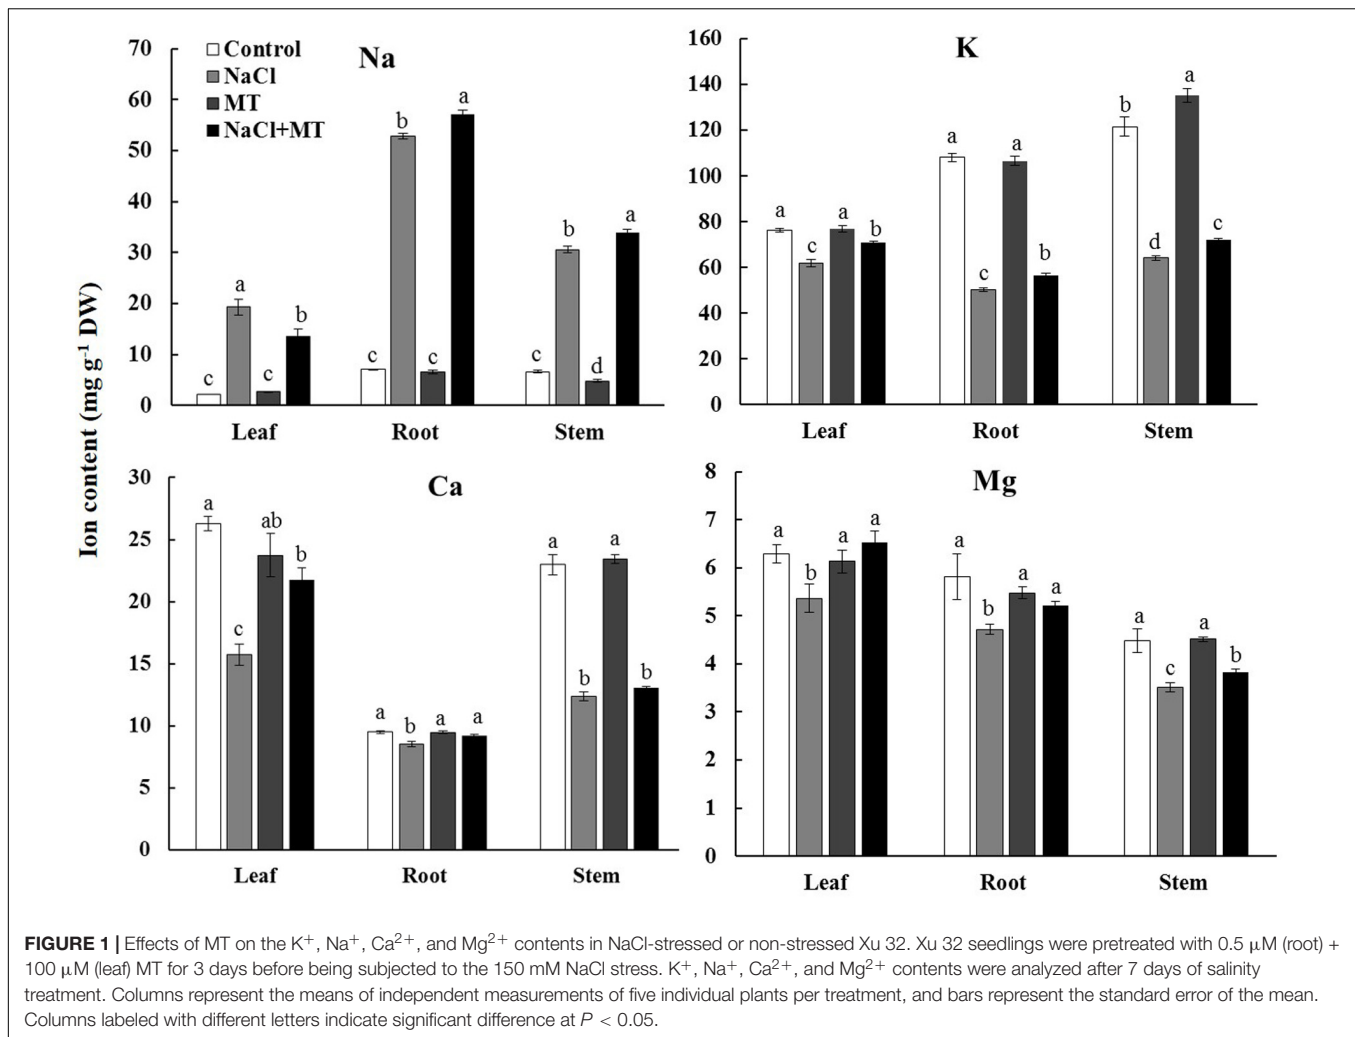 Ion content (mg g⁻¹ DW)
Na
Control
NaCl
MT
NaCl+MT
70
60
50
40
30
20
10
0
c a c b
c b c a
c b d a
Leaf Root Stem
K
160
140
120
100
80
60
40
20
0
a c a b
a c a b
b d a c
Leaf Root Stem
Ca
30
25
20
15
10
5
0
a c ab b
a b a a
a b a b
Leaf Root Stem
Mg
8
7
6
5
4
3
2
1
0
a b a a
a b a a
a c a b
Leaf Root Stem
FIGURE 1 | Effects of MT on the K⁺, Na⁺, Ca²⁺, and Mg²⁺ contents in NaCl-stressed or non-stressed Xu 32. Xu 32 seedlings were pretreated with 0.5 μM (root) +
100 μM (leaf) MT for 3 days before being subjected to the 150 mM NaCl stress. K⁺, Na⁺, Ca²⁺, and Mg²⁺ contents were analyzed after 7 days of salinity
treatment. Columns represent the means of independent measurements of five individual plants per treatment, and bars represent the standard error of the mean.
Columns labeled with different letters indicate significant difference at P < 0.05.